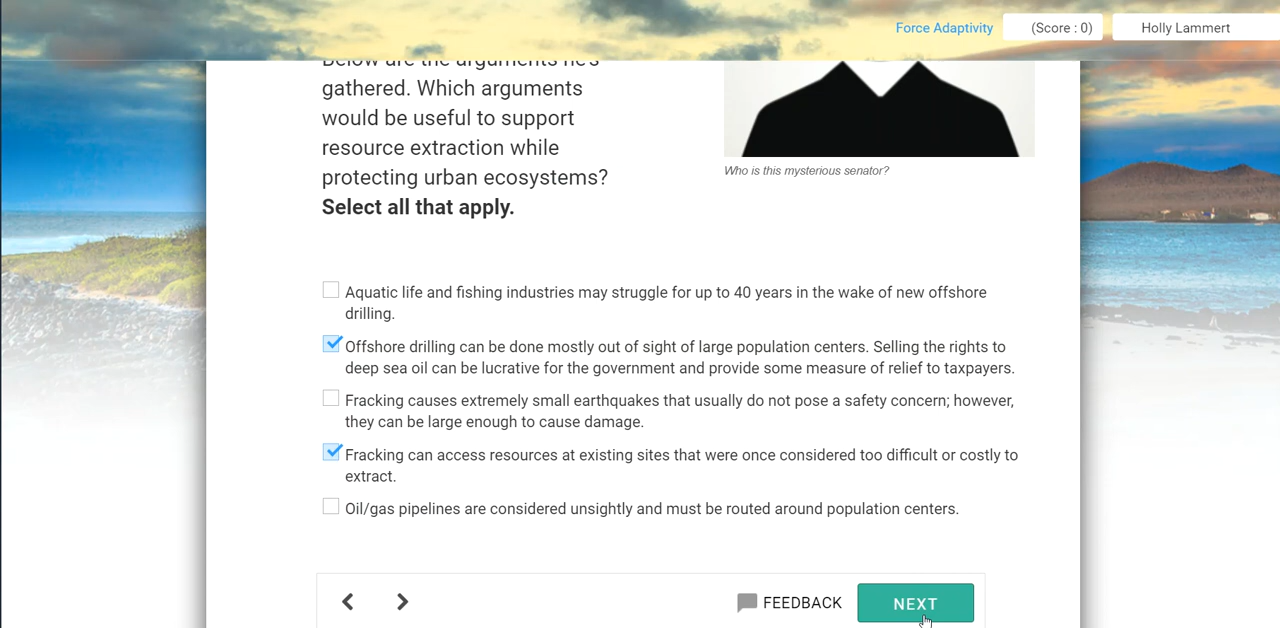 Force Adaptivity (Score : 0) Holly Lammert
Below are the arguments he's
gathered. Which arguments
would be useful to support
resource extraction while
protecting urban ecosystems?
Select all that apply.
Who is this mysterious senator?
Aquatic life and fishing industries may struggle for up to 40 years in the wake of new offshore
drilling.
Offshore drilling can be done mostly out of sight of large population centers. Selling the rights to
deep sea oil can be lucrative for the government and provide some measure of relief to taxpayers.
Fracking causes extremely small earthquakes that usually do not pose a safety concern; however,
they can be large enough to cause damage.
Fracking can access resources at existing sites that were once considered too difficult or costly to
extract.
Oil/gas pipelines are considered unsightly and must be routed around population centers.
FEEDBACK NEXT